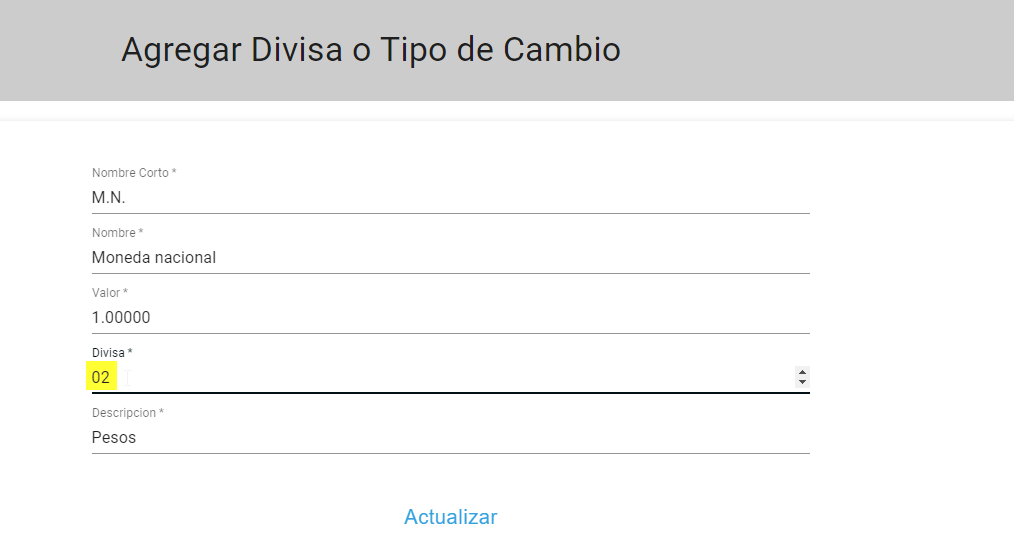 Agregar Divisa o Tipo de Cambio
Nombre Corto *
M.N.
Nombre *
Moneda nacional
Valor *
1.00000
Divisa *
02
Descripcion *
Pesos
Actualizar